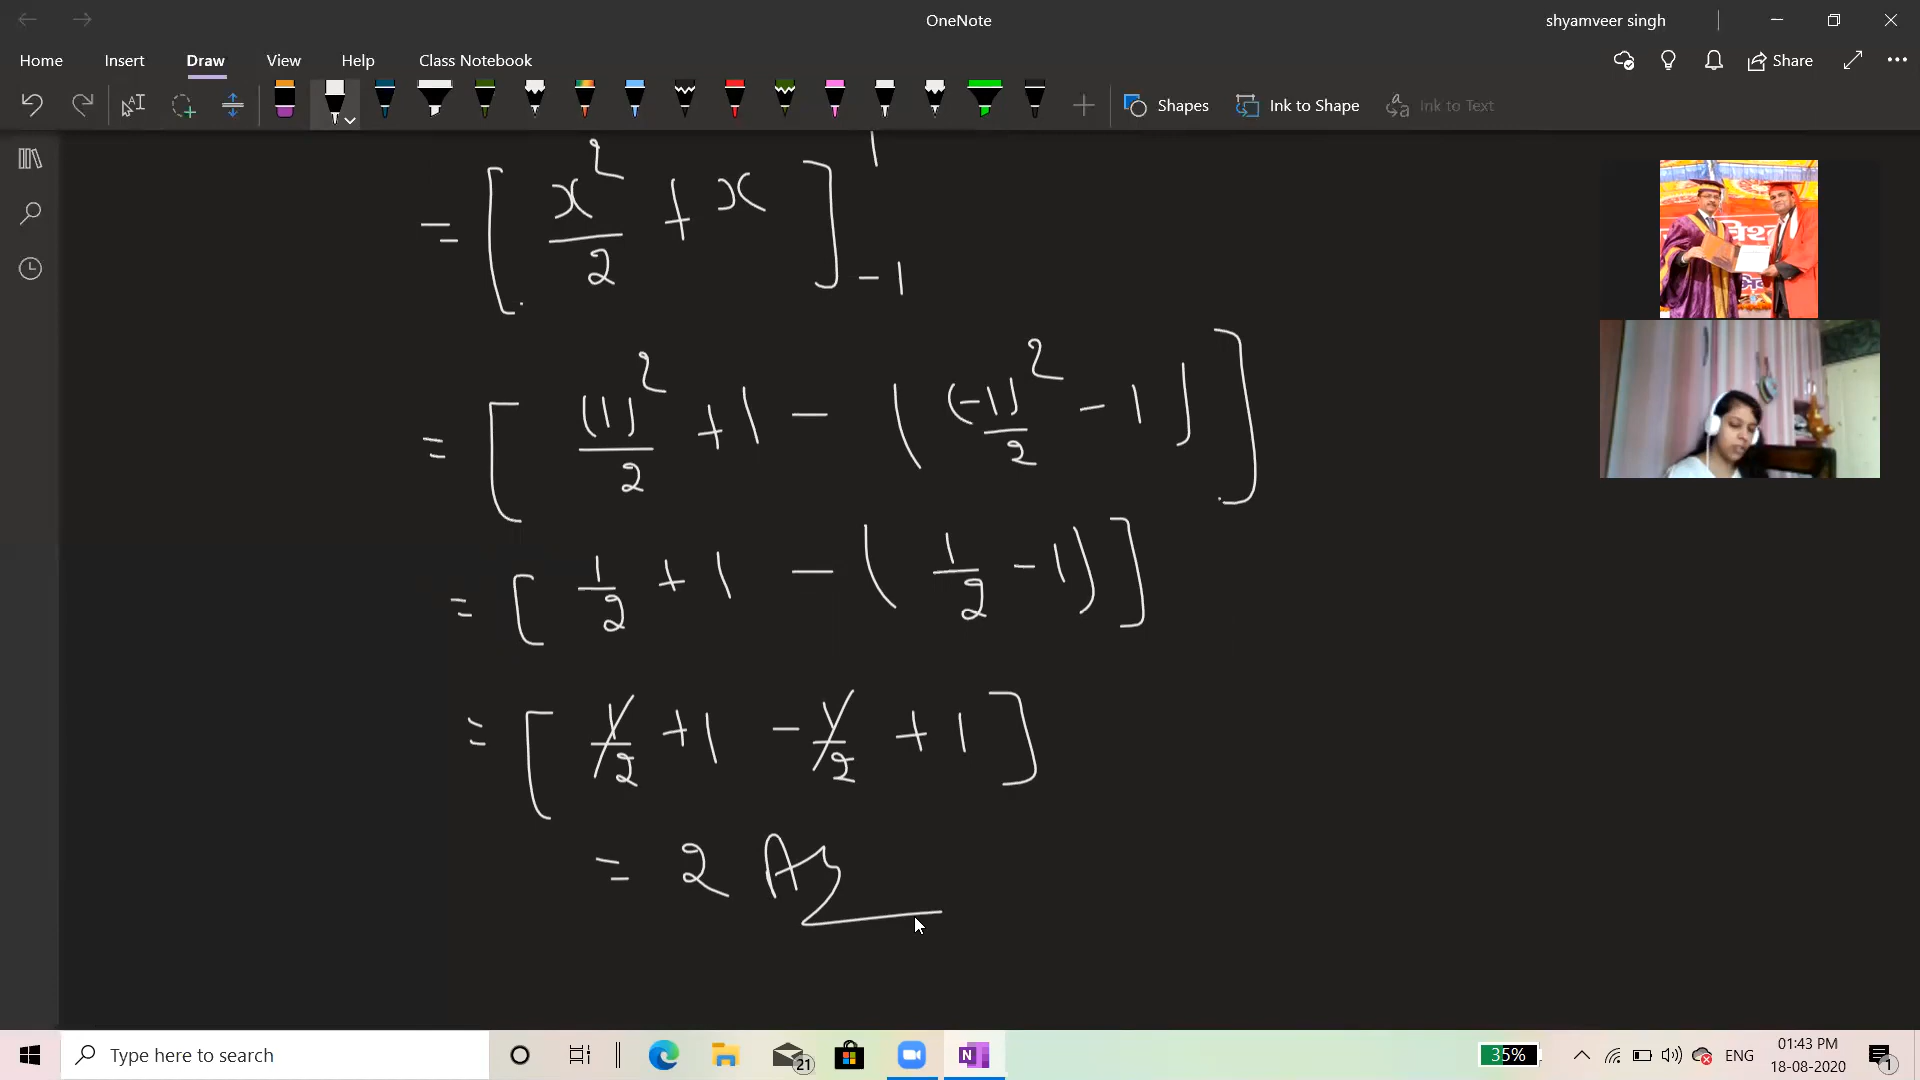 OneNote
shyamveer singh
Home Insert Draw View Help Class Notebook
Share
Shapes Ink to Shape Ink to Text
= [ x²/2 + x ]₋₁¹
= [ (1)²/2 + 1 - ( (-1)²/2 - 1 ) ]
= [ 1/2 + 1 - ( 1/2 - 1 ) ]
= [ 1/2 + 1 - 1/2 + 1 ]
= 2 Ans
Type here to search
21
N
35%
ENG
01:43 PM
18-08-2020
1